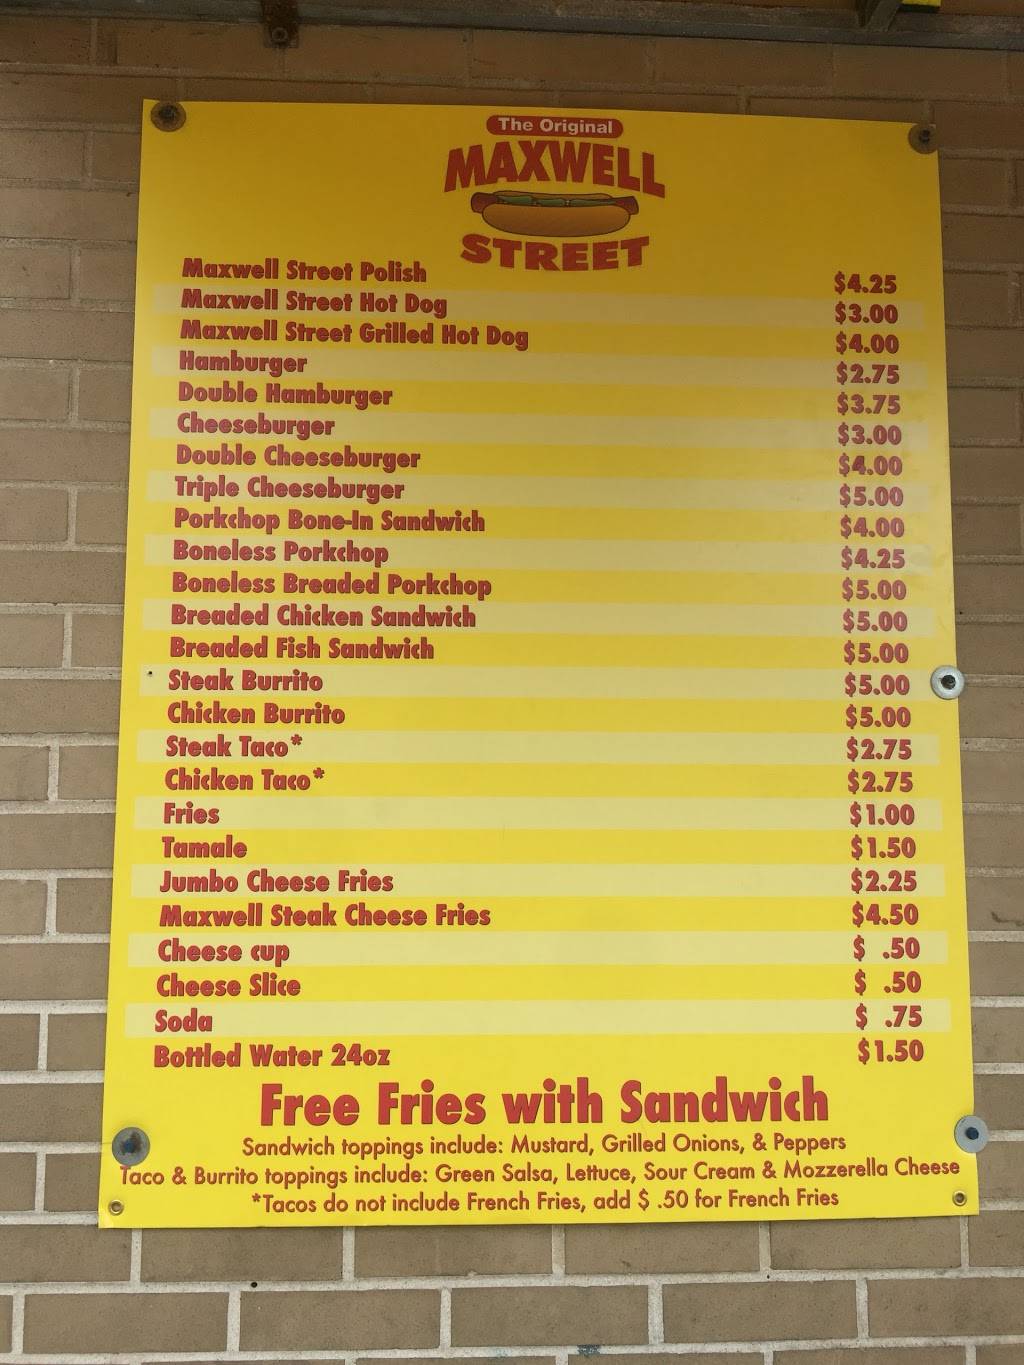 The Original
MAXWELL
STREET
Maxwell Street Polish $4.25
Maxwell Street Hot Dog $3.00
Maxwell Street Grilled Hot Dog $4.00
Hamburger $2.75
Double Hamburger $3.75
Cheeseburger $3.00
Double Cheeseburger $4.00
Triple Cheeseburger $5.00
Porkchop Bone-In Sandwich $4.00
Boneless Porkchop $4.25
Boneless Breaded Porkchop $5.00
Breaded Chicken Sandwich $5.00
Breaded Fish Sandwich $5.00
Steak Burrito $5.00
Chicken Burrito $5.00
Steak Taco* $2.75
Chicken Taco* $2.75
Fries $1.00
Tamale $1.50
Jumbo Cheese Fries $2.25
Maxwell Steak Cheese Fries $4.50
Cheese cup $ .50
Cheese Slice $ .50
Soda $ .75
Bottled Water 24oz $1.50
Free Fries with Sandwich
Sandwich toppings include: Mustard, Grilled Onions, & Peppers
Taco & Burrito toppings include: Green Salsa, Lettuce, Sour Cream & Mozzerella Cheese
*Tacos do not include French Fries, add $ .50 for French Fries